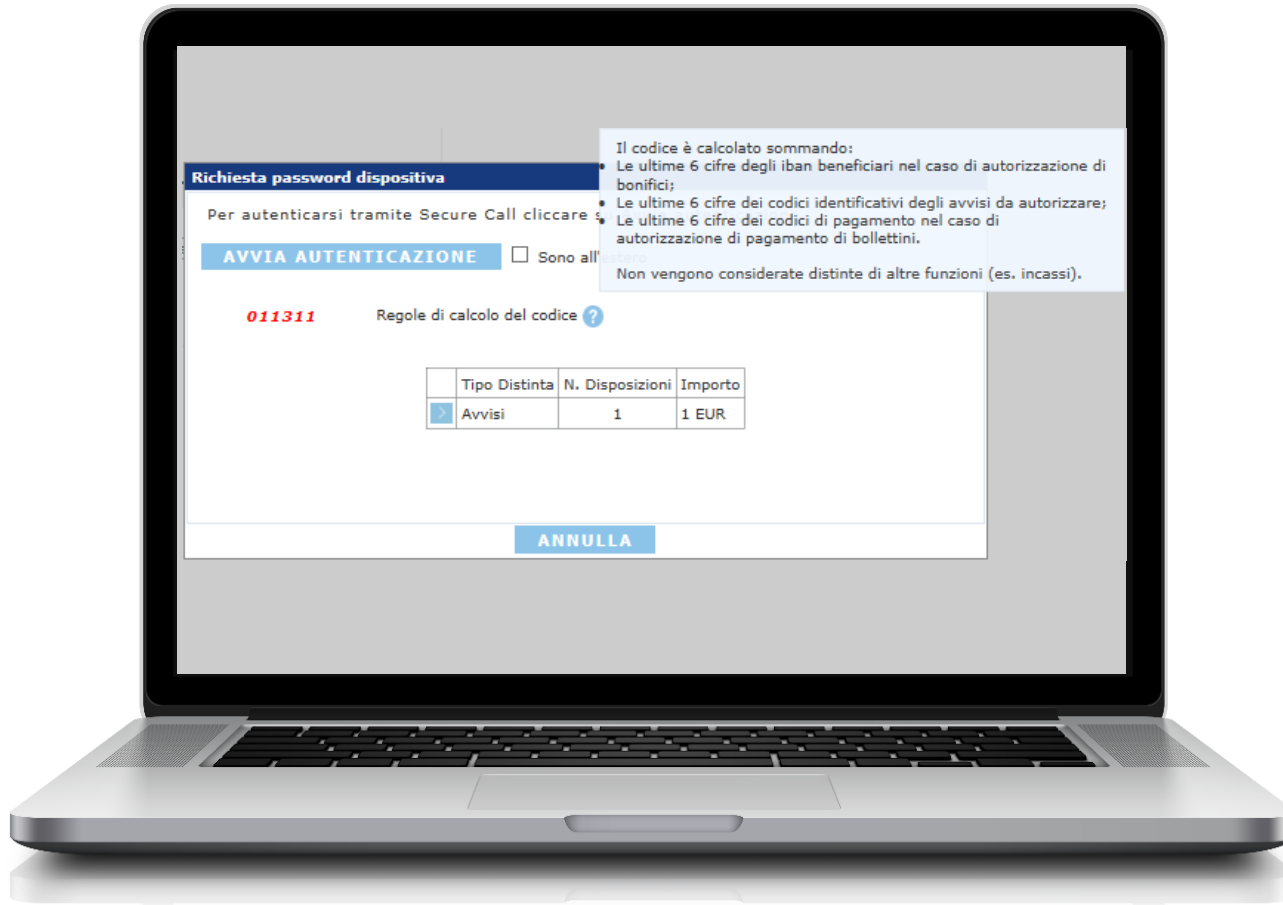 Il codice è calcolato sommando:
• Le ultime 6 cifre degli iban beneficiari nel caso di autorizzazione di
bonifici;
• Le ultime 6 cifre dei codici identificativi degli avvisi da autorizzare;
• Le ultime 6 cifre dei codici di pagamento nel caso di
autorizzazione di pagamento di bollettini.
Non vengono considerate distinte di altre funzioni (es. incassi).
Richiesta password dispositiva
Per autenticarsi tramite Secure Call cliccare
AVVIA AUTENTICAZIONE
Sono all'estero
011311
Regole di calcolo del codice ?
Tipo Distinta N. Disposizioni Importo
> Avvisi 1 1 EUR
ANNULLA